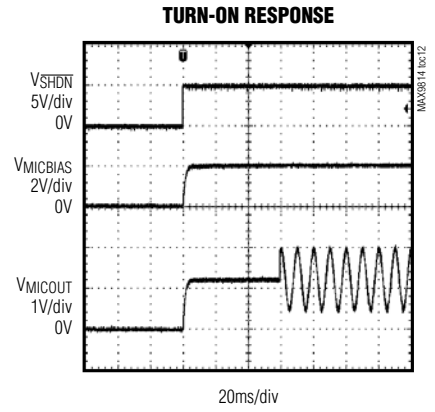 TURN-ON RESPONSE
MAX9814 toc12
T
VSHDN
5V/div
0V
VMICBIAS
2V/div
0V
VMICOUT
1V/div
0V
20ms/div